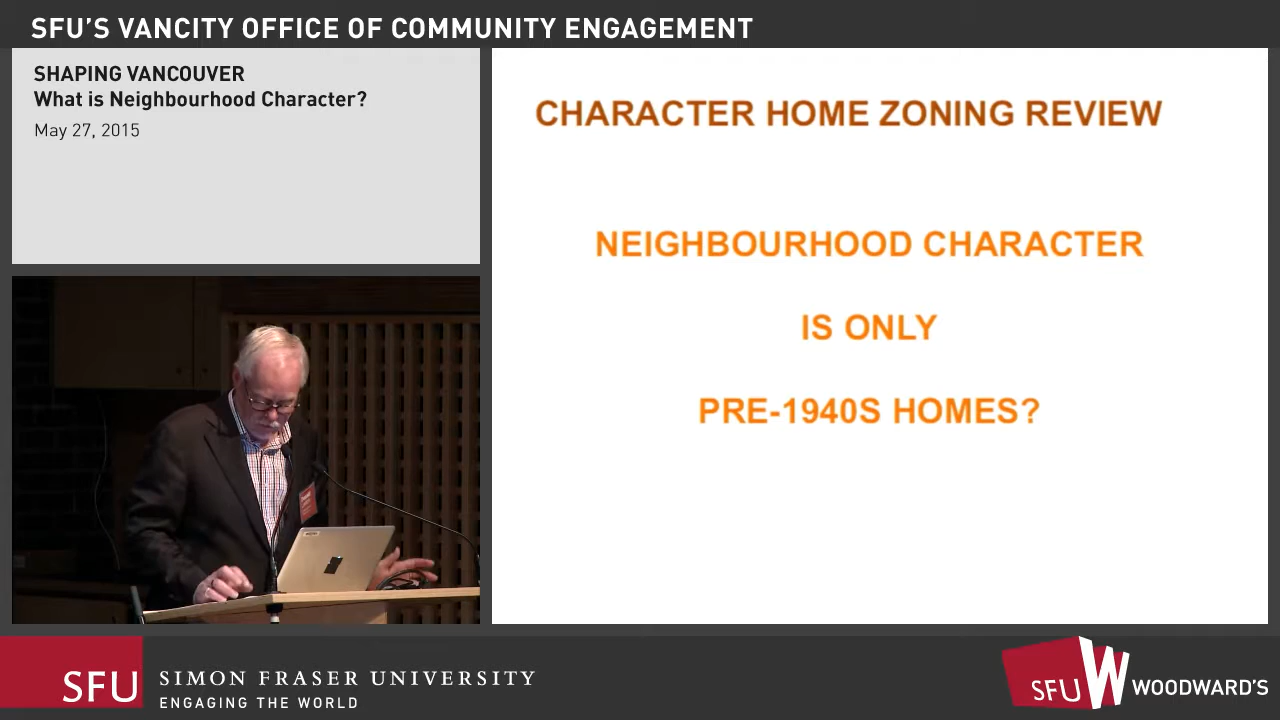 SFU'S VANCITY OFFICE OF COMMUNITY ENGAGEMENT
SHAPING VANCOUVER
What is Neighbourhood Character?
May 27, 2015
CHARACTER HOME ZONING REVIEW
NEIGHBOURHOOD CHARACTER
IS ONLY
PRE-1940S HOMES?
SFU
SIMON FRASER UNIVERSITY
ENGAGING THE WORLD
SFU W WOODWARD'S